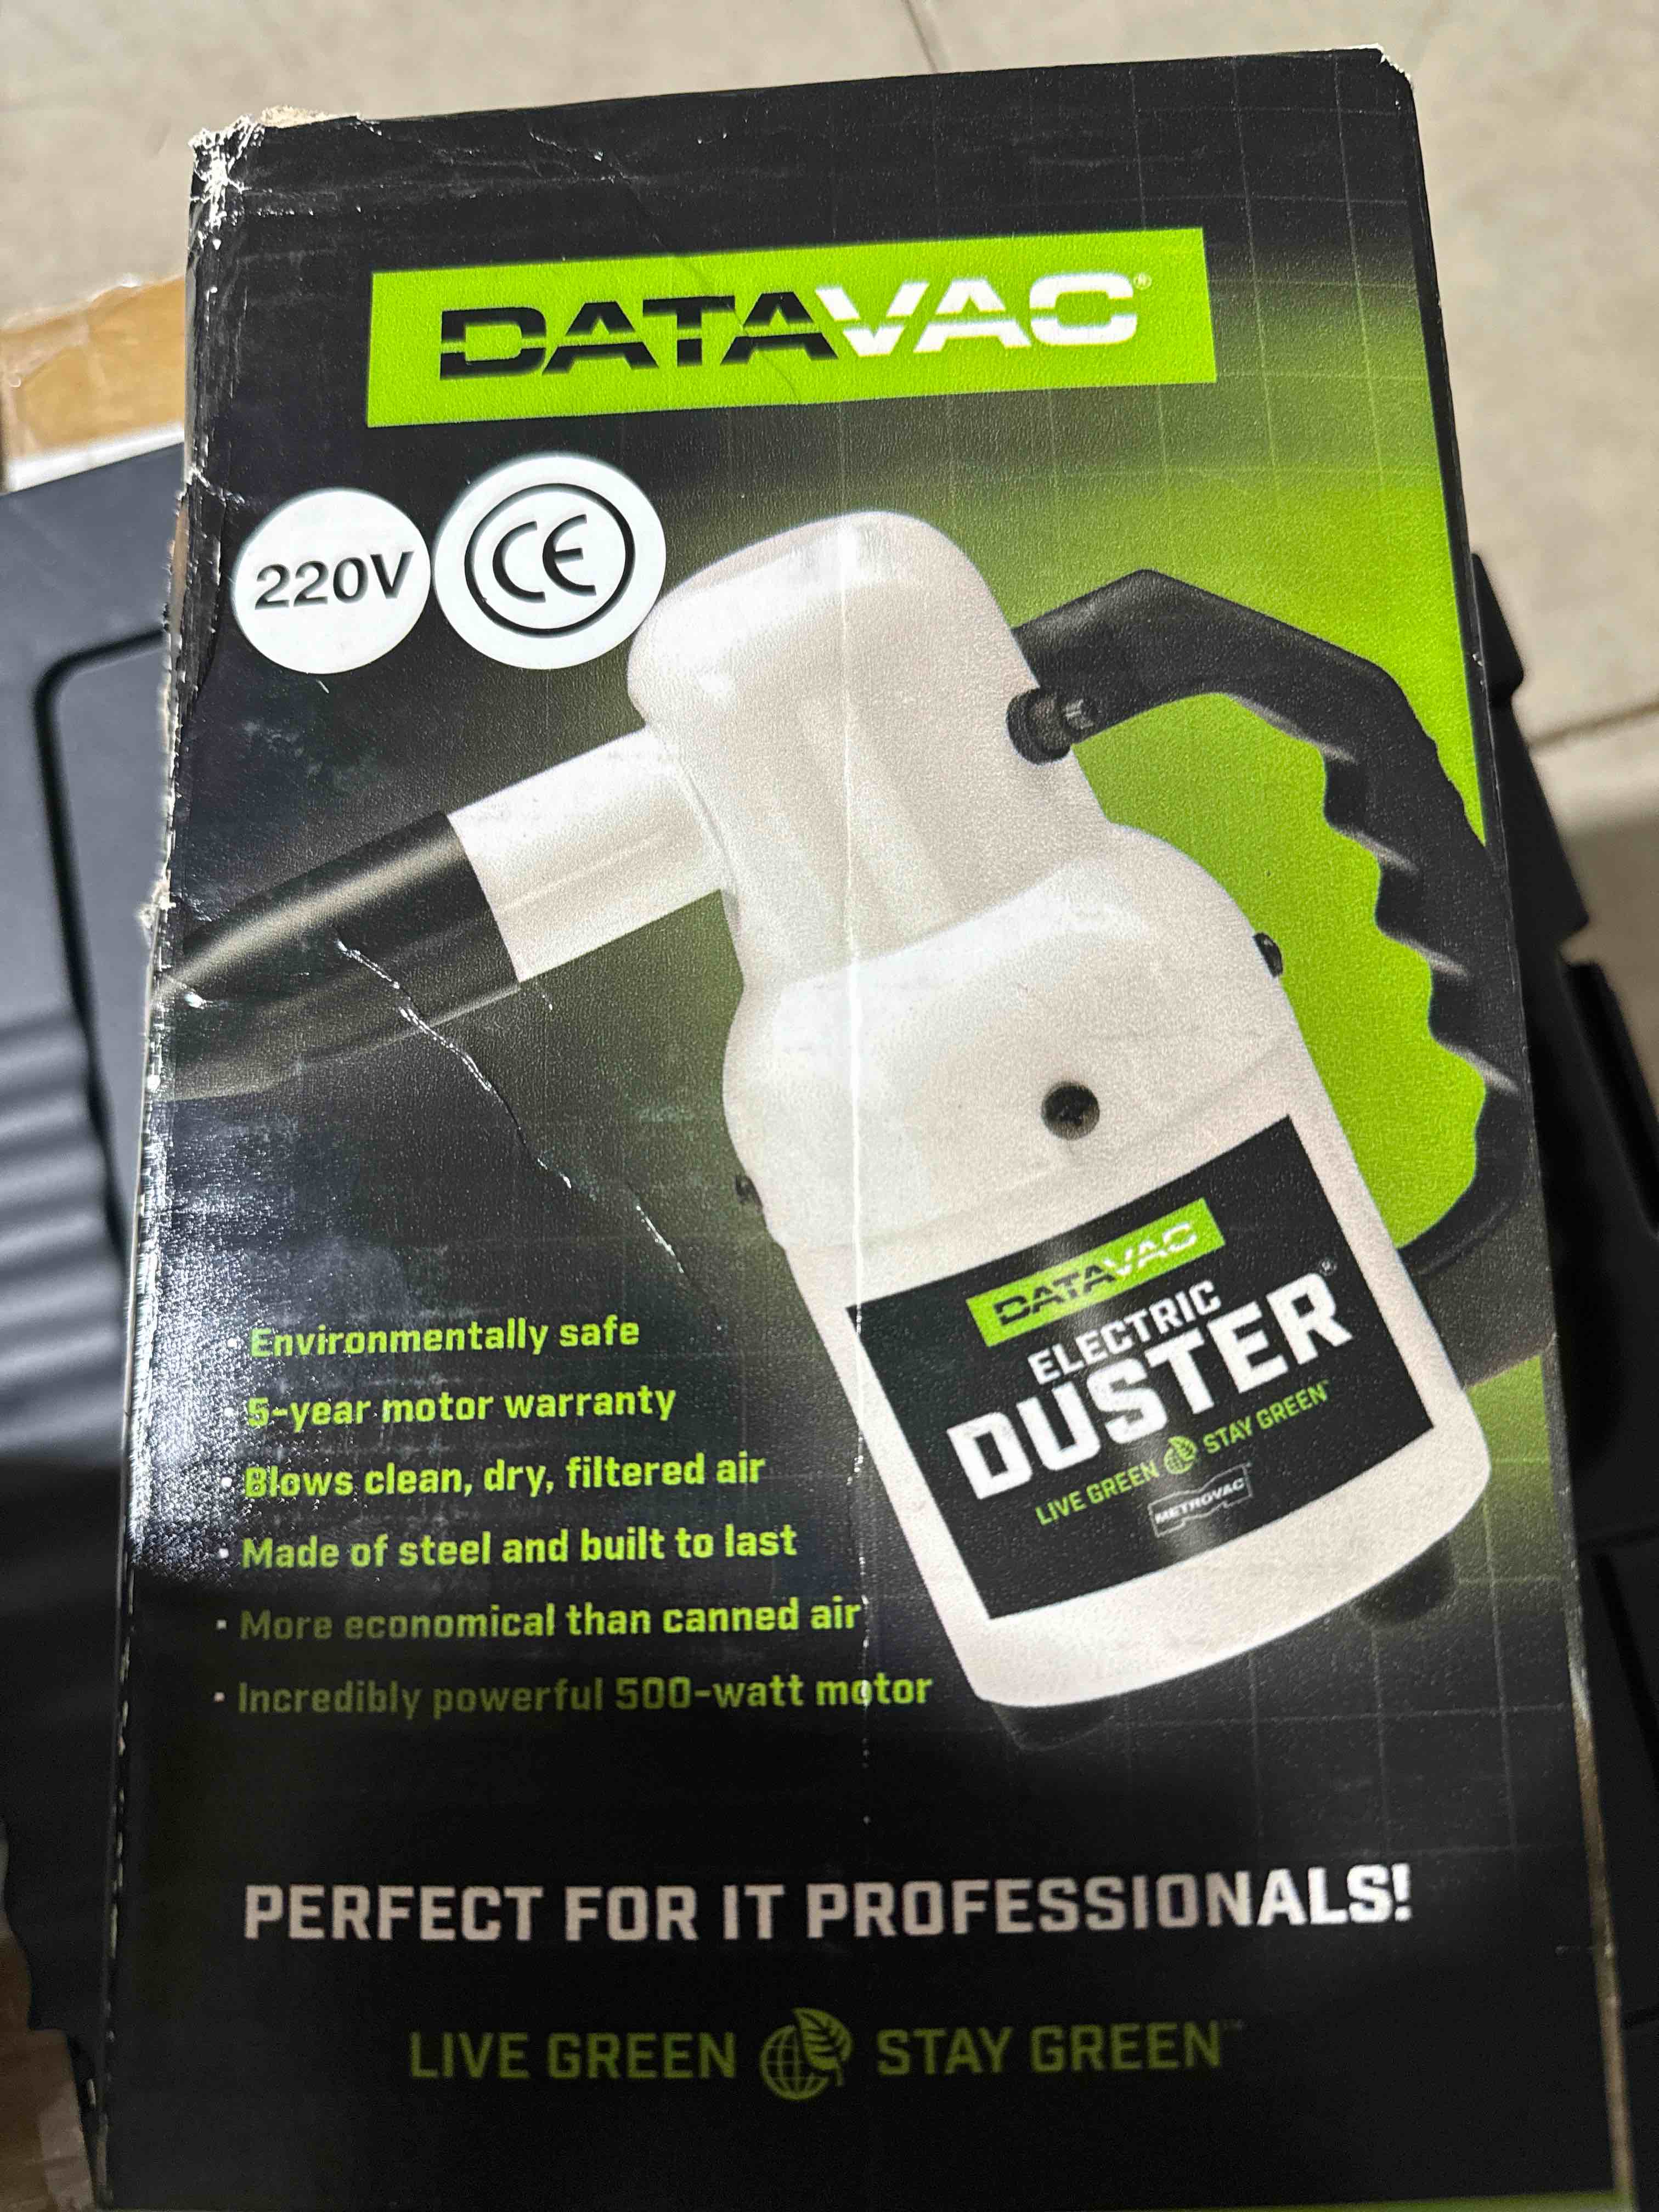 DATAVAC®
220V CE
DATAVAC
ELECTRIC
DUSTER®
LIVE GREEN STAY GREEN™
METROVAC
· Environmentally safe
· 5-year motor warranty
· Blows clean, dry, filtered air
· Made of steel and built to last
· More economical than canned air
· Incredibly powerful 500-watt motor
PERFECT FOR IT PROFESSIONALS!
LIVE GREEN STAY GREEN™